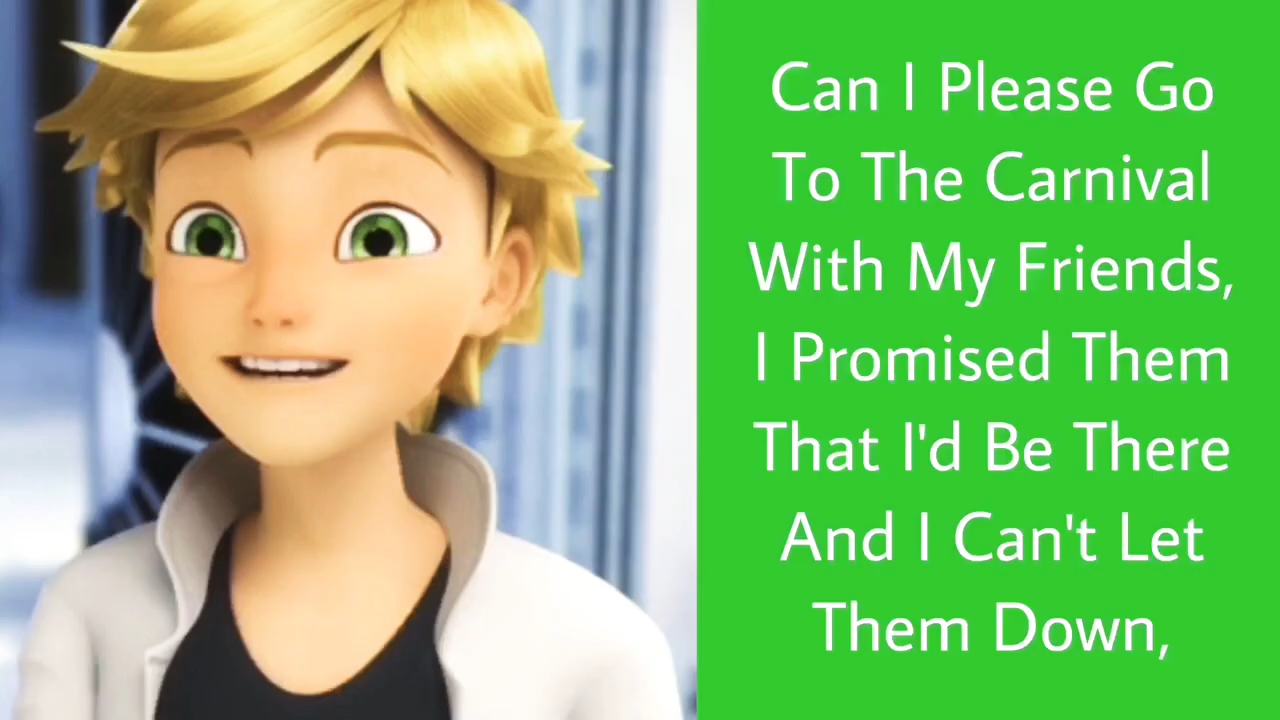 Can I Please Go
To The Carnival
With My Friends,
I Promised Them
That I'd Be There
And I Can't Let
Them Down,